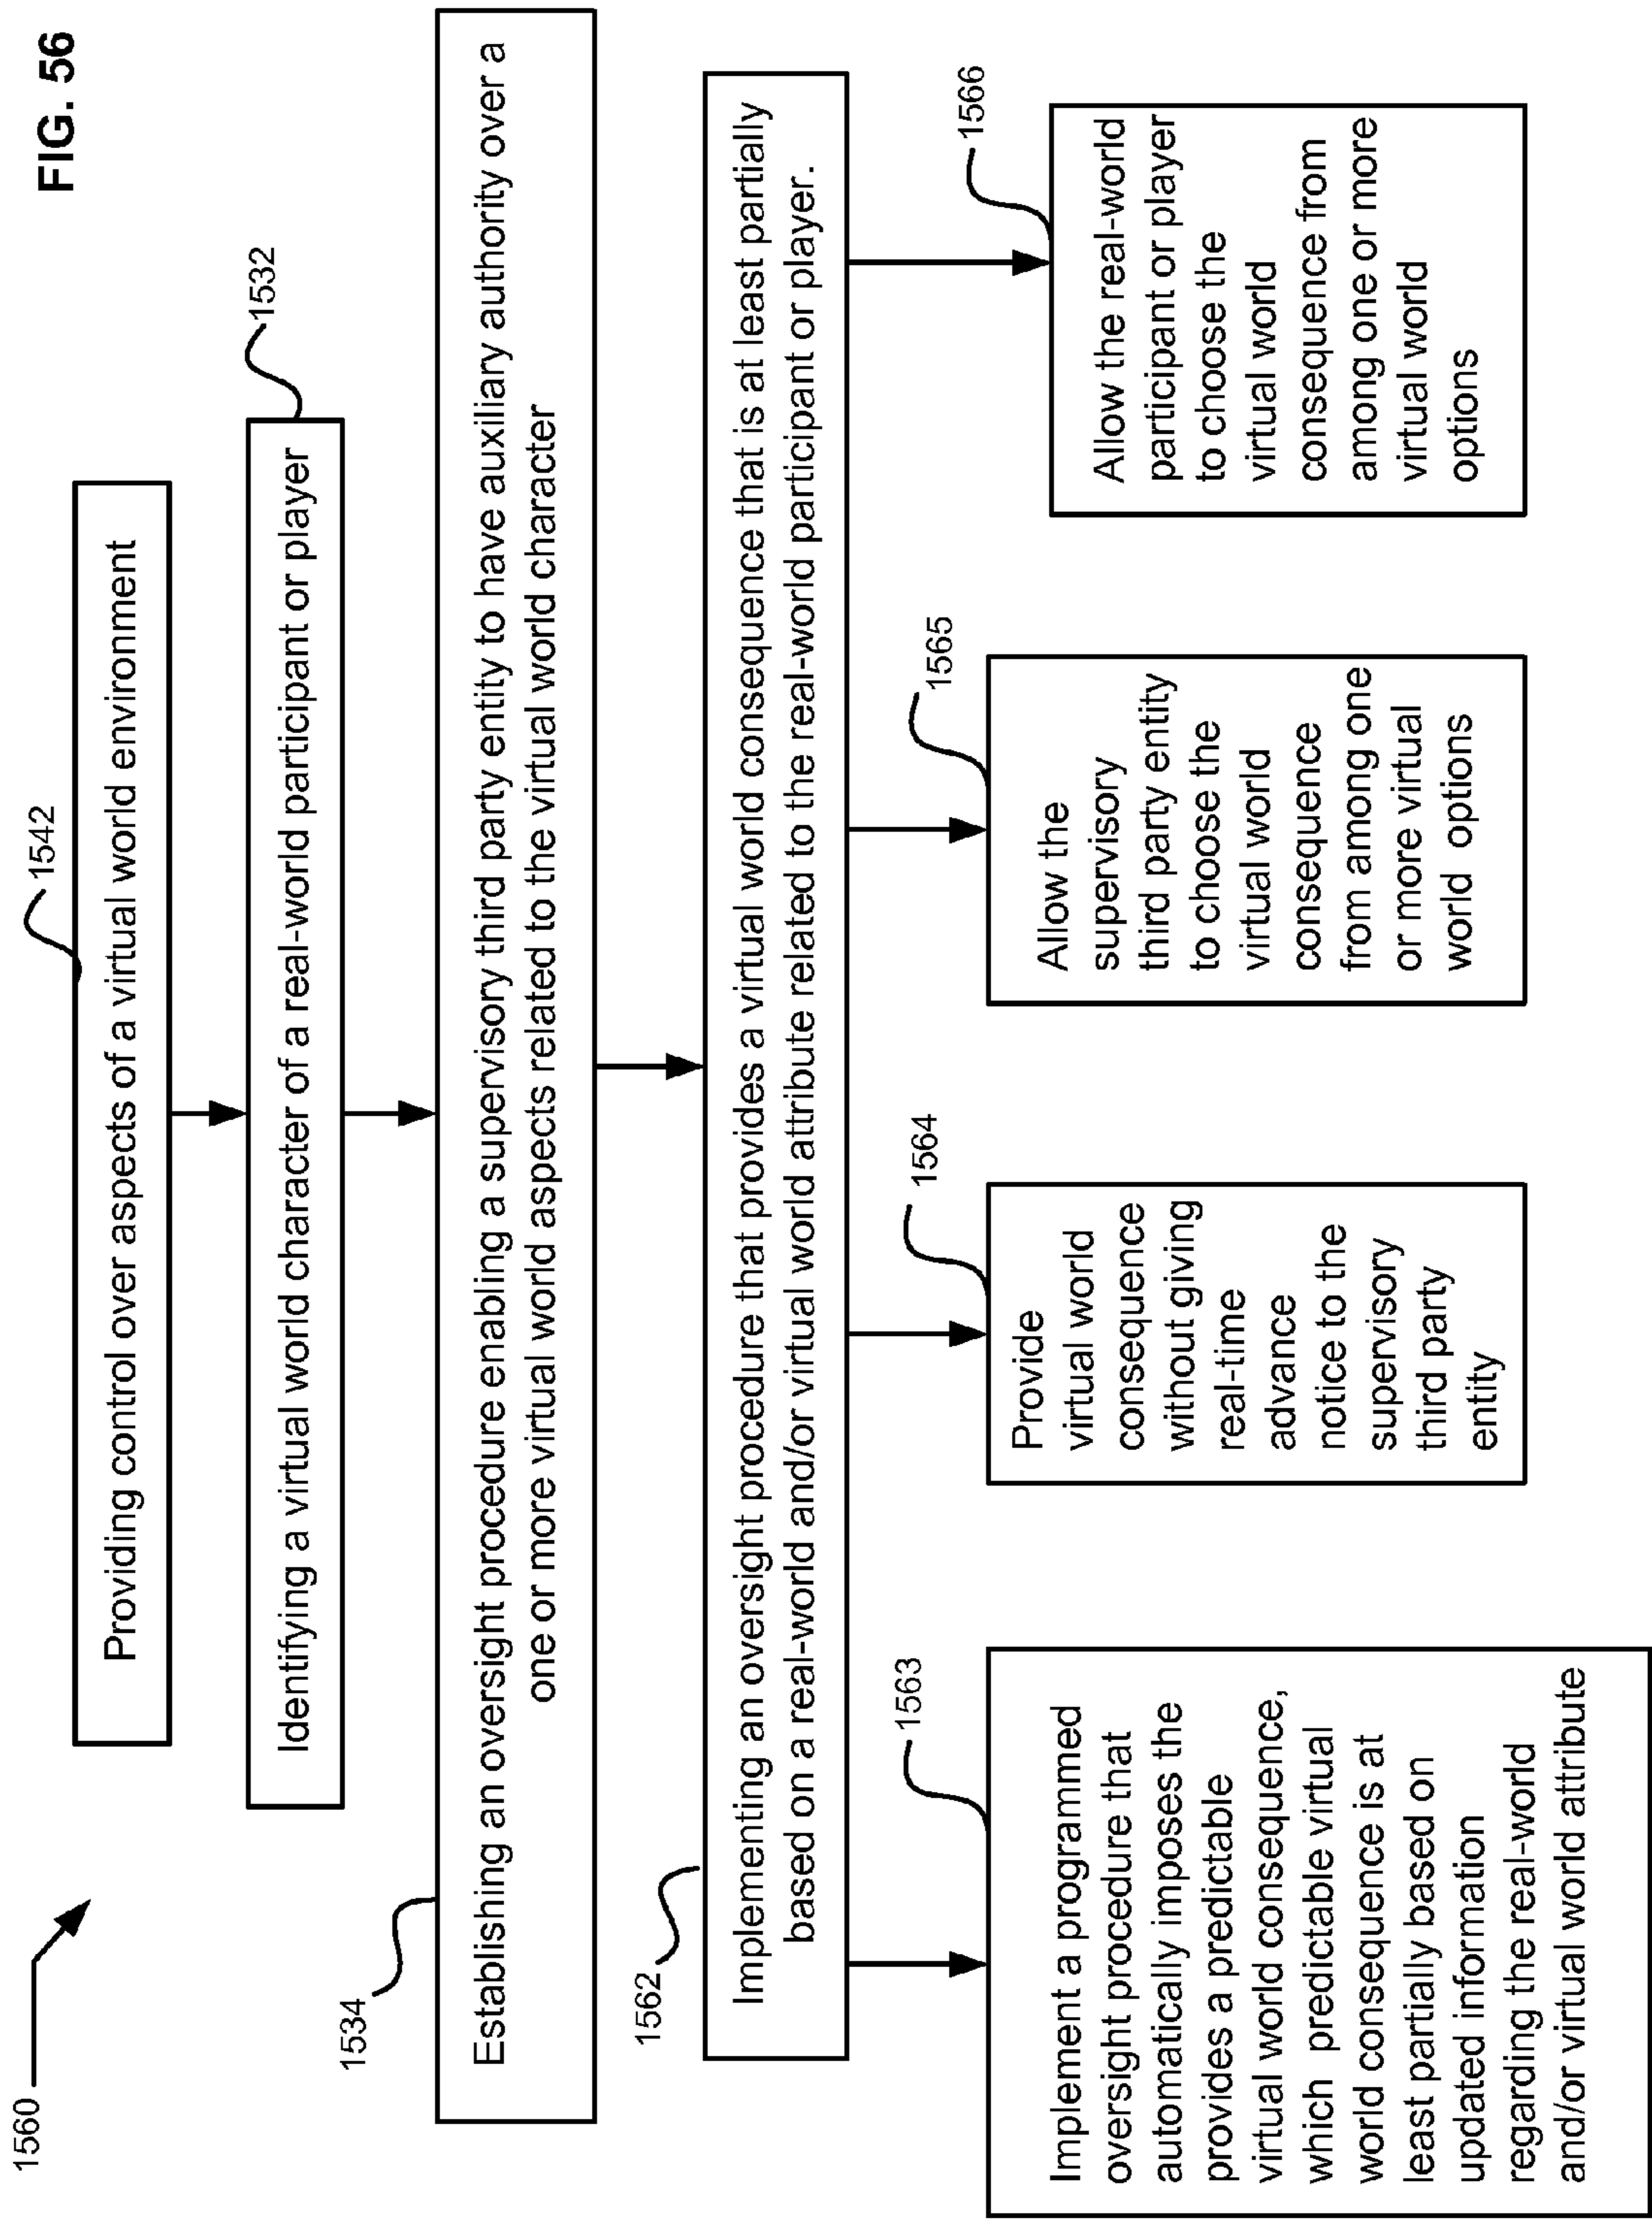 FIG. 56
1560
1542
Providing control over aspects of a virtual world environment
1532
Identifying a virtual world character of a real-world participant or player
1534
Establishing an oversight procedure enabling a supervisory third party entity to have auxiliary authority over a
one or more virtual world aspects related to the virtual world character
1562
Implementing an oversight procedure that provides a virtual world consequence that is at least partially
based on a real-world and/or virtual world attribute related to the real-world participant or player.
1563
Implement a programmed
oversight procedure that
automatically imposes the
provides a predictable
virtual world consequence,
which predictable virtual
world consequence is at
least partially based on
updated information
regarding the real-world
and/or virtual world attribute
1564
Provide
virtual world
consequence
without giving
real-time
advance
notice to the
supervisory
third party
entity
1565
Allow the
supervisory
third party entity
to choose the
virtual world
consequence
from among one
or more virtual
world options
1566
Allow the real-world
participant or player
to choose the
virtual world
consequence from
among one or more
virtual world
options